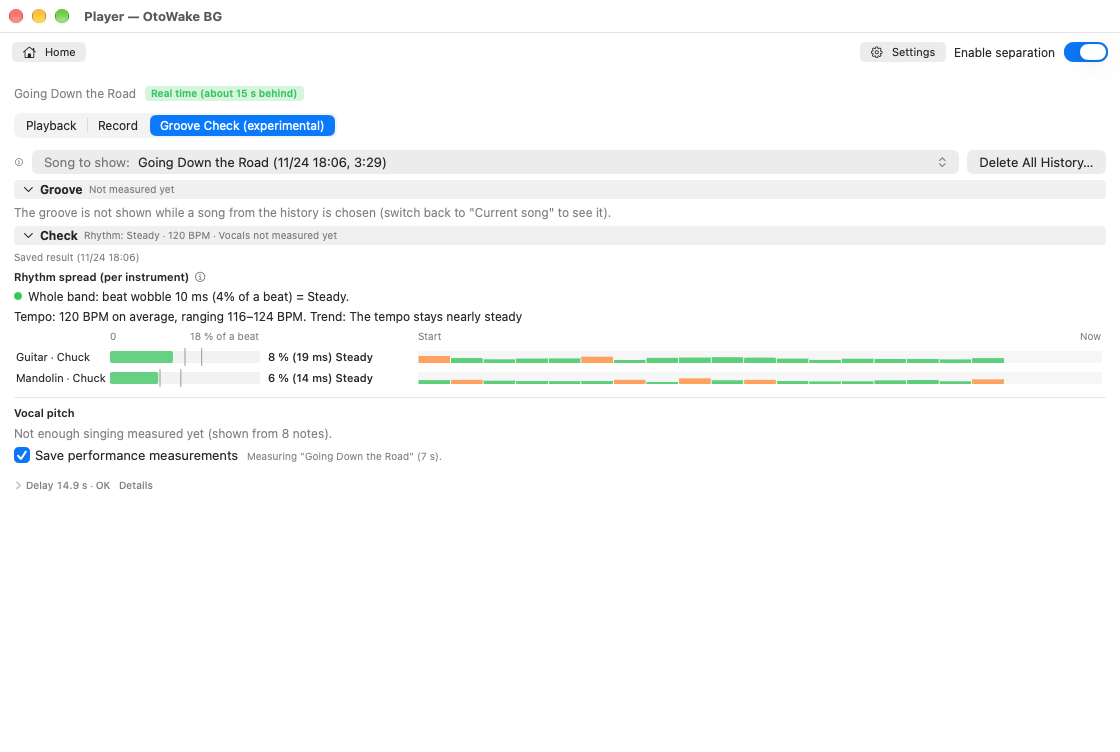 Player — OtoWake BG
Home
Settings
Enable separation
Going Down the Road
Real time (about 15 s behind)
Playback
Record
Groove Check (experimental)
Song to show: Going Down the Road (11/24 18:06, 3:29)
Delete All History...
Groove Not measured yet
The groove is not shown while a song from the history is chosen (switch back to "Current song" to see it).
Check Rhythm: Steady · 120 BPM · Vocals not measured yet
Saved result (11/24 18:06)
Rhythm spread (per instrument)
Whole band: beat wobble 10 ms (4% of a beat) = Steady.
Tempo: 120 BPM on average, ranging 116–124 BPM. Trend: The tempo stays nearly steady
0 18 % of a beat Start Now
Guitar · Chuck 8 % (19 ms) Steady
Mandolin · Chuck 6 % (14 ms) Steady
Vocal pitch
Not enough singing measured yet (shown from 8 notes).
Save performance measurements Measuring "Going Down the Road" (7 s).
Delay 14.9 s · OK Details